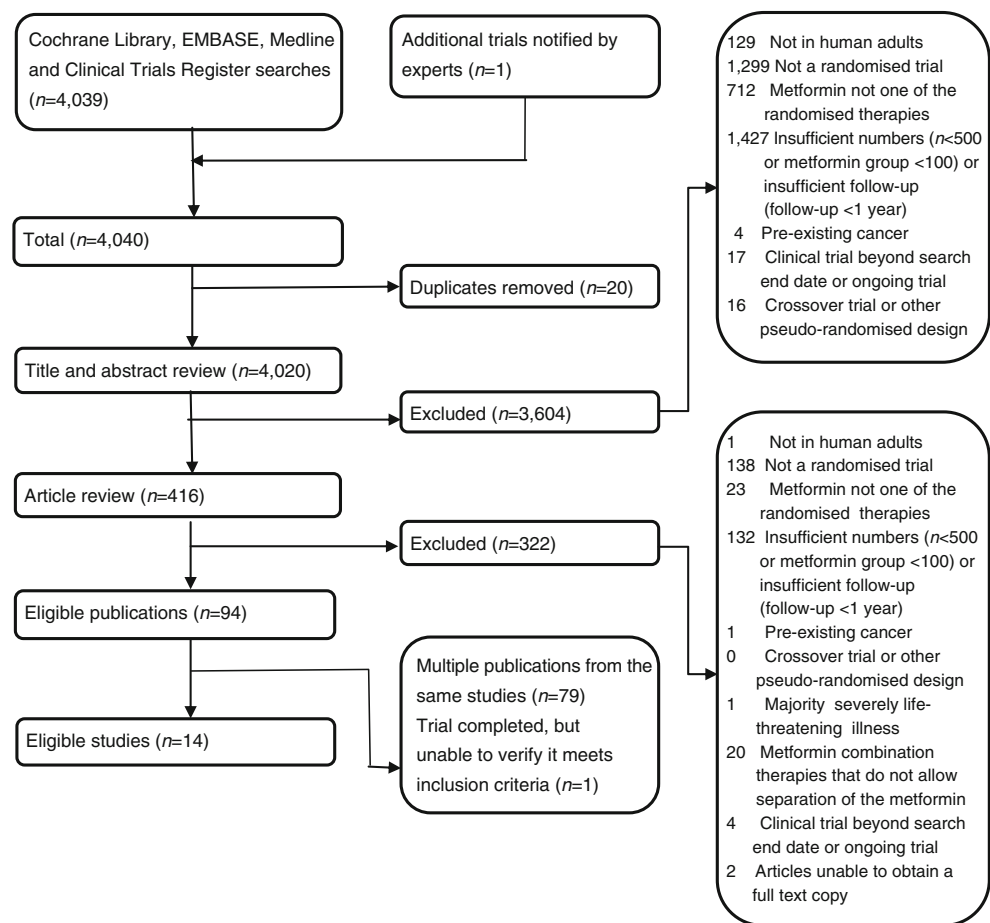 Cochrane Library, EMBASE, Medline
and Clinical Trials Register searches
(n=4,039)
Additional trials notified by
experts (n=1)
Total (n=4,040)
Duplicates removed (n=20)
Title and abstract review (n=4,020)
Excluded (n=3,604)
129 Not in human adults
1,299 Not a randomised trial
712 Metformin not one of the
randomised therapies
1,427 Insufficient numbers (n<500
or metformin group <100) or
insufficient follow-up
(follow-up <1 year)
4 Pre-existing cancer
17 Clinical trial beyond search
end date or ongoing trial
16 Crossover trial or other
pseudo-randomised design
Article review (n=416)
Excluded (n=322)
1 Not in human adults
138 Not a randomised trial
23 Metformin not one of the
randomised therapies
132 Insufficient numbers (n<500
or metformin group <100) or
insufficient follow-up
(follow-up <1 year)
1 Pre-existing cancer
0 Crossover trial or other
pseudo-randomised design
1 Majority severely life-
threatening illness
20 Metformin combination
therapies that do not allow
separation of the metformin
4 Clinical trial beyond search
end date or ongoing trial
2 Articles unable to obtain a
full text copy
Eligible publications (n=94)
Multiple publications from the
same studies (n=79)
Trial completed, but
unable to verify it meets
inclusion criteria (n=1)
Eligible studies (n=14)